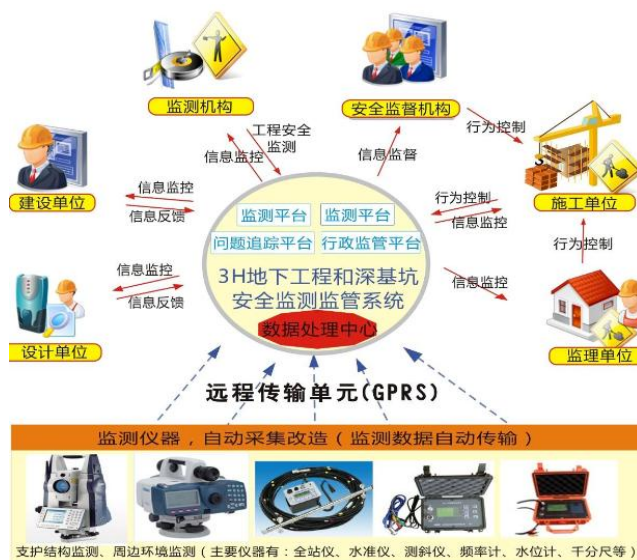 监测机构
安全监督机构
工程安全
监测
信息监控
信息监督
行为控制
建设单位
信息监控
信息反馈
监测平台
监测平台
行为控制
信息监控
施工单位
问题追踪平台
行政监管平台
行为控制
信息监控
信息反馈
3H地下工程和深基坑
安全监测监管系统
信息监控
数据处理中心
设计单位
监理单位
远程传输单元(GPRS)
监测仪器，自动采集改造（监测数据自动传输）
支护结构监测、周边环境监测（主要仪器有：全站仪、水准仪、测斜仪、频率计、水位计、千分尺等）